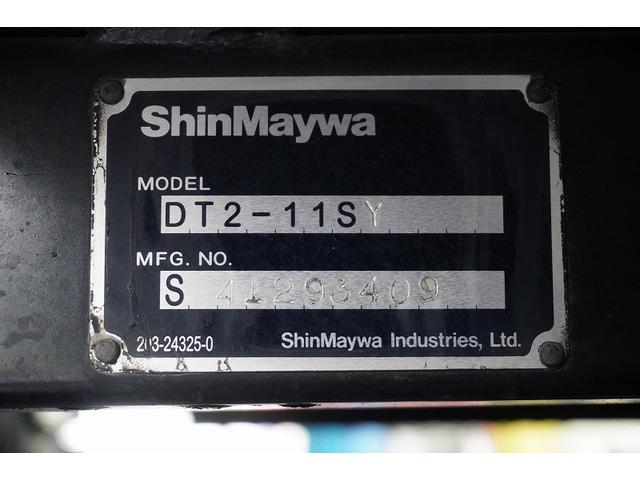 ShinMaywa
MODEL
DT2-11SY
MFG. NO.
S 41293409
203-24325-0 ShinMaywa Industries, Ltd.